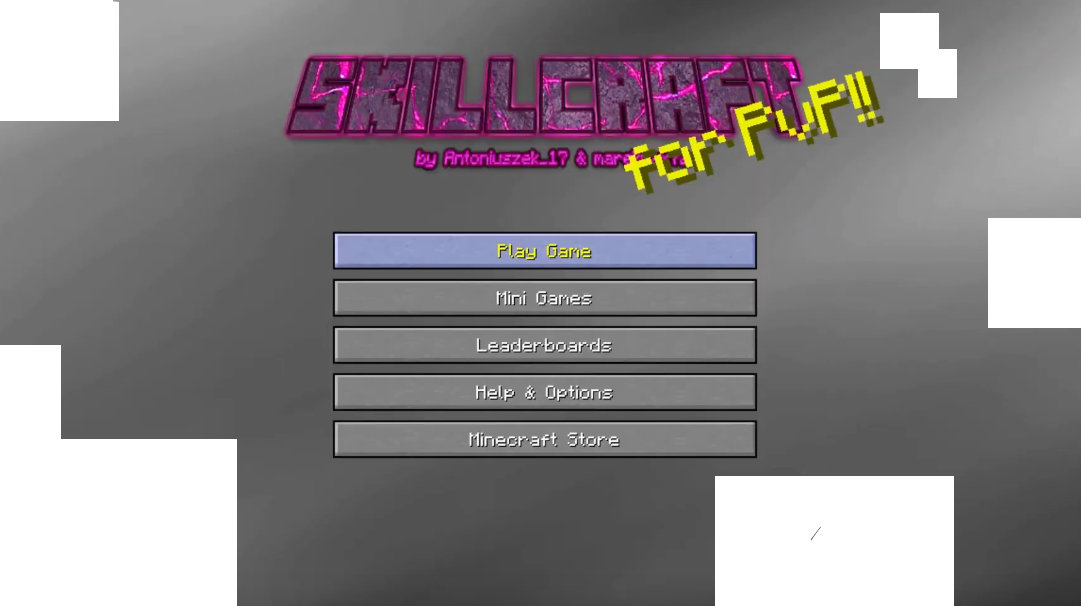 SKILLCRAFT
for PvP!!
by Antoniuszek_17 &
Play Game
Mini Games
Leaderboards
Help & Options
Minecraft Store